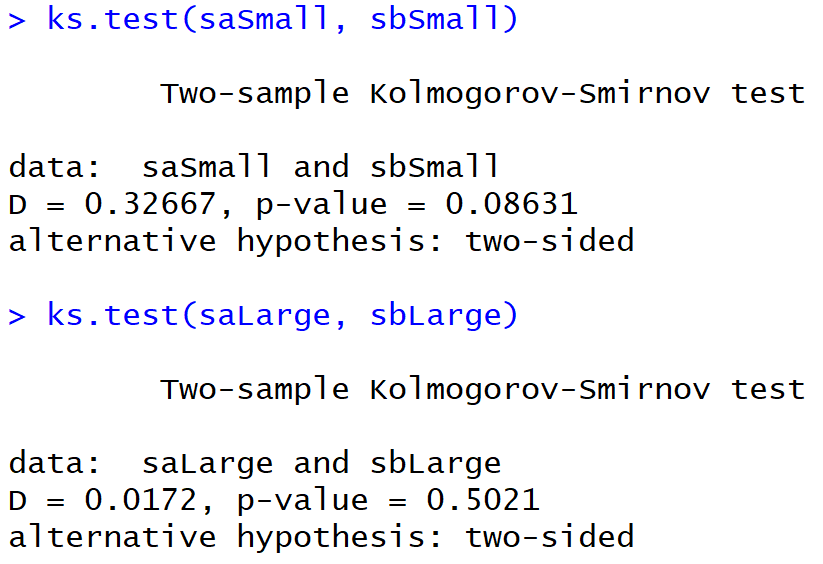 > ks.test(saSmall, sbSmall)
Two-sample Kolmogorov-Smirnov test
data:  saSmall and sbSmall
D = 0.32667, p-value = 0.08631
alternative hypothesis: two-sided
> ks.test(saLarge, sbLarge)
Two-sample Kolmogorov-Smirnov test
data:  saLarge and sbLarge
D = 0.0172, p-value = 0.5021
alternative hypothesis: two-sided